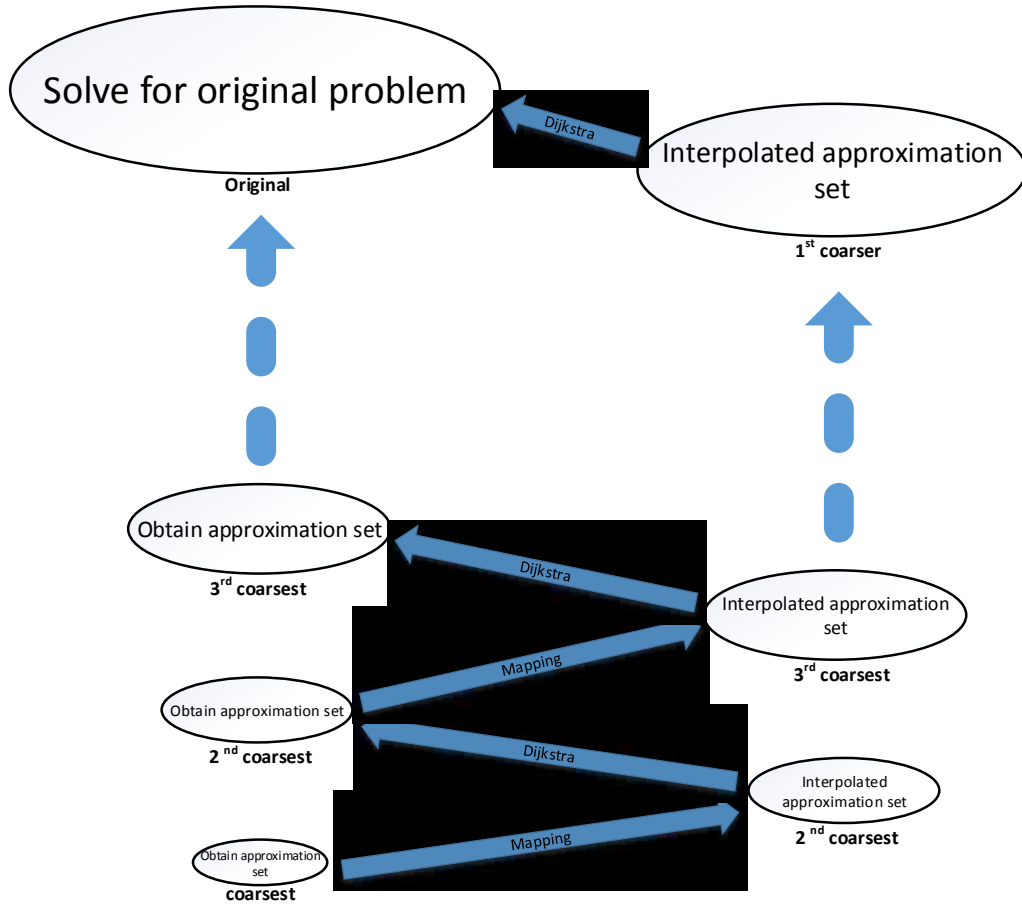 Solve for original problem
Original
Dijkstra
Interpolated approximation
set
1st coarser
Obtain approximation set
3rd coarsest
Dijkstra
Interpolated approximation
set
3rd coarsest
Mapping
Obtain approximation set
2 nd coarsest
Dijkstra
Interpolated
approximation set
2 nd coarsest
Mapping
Obtain approximation
set
coarsest